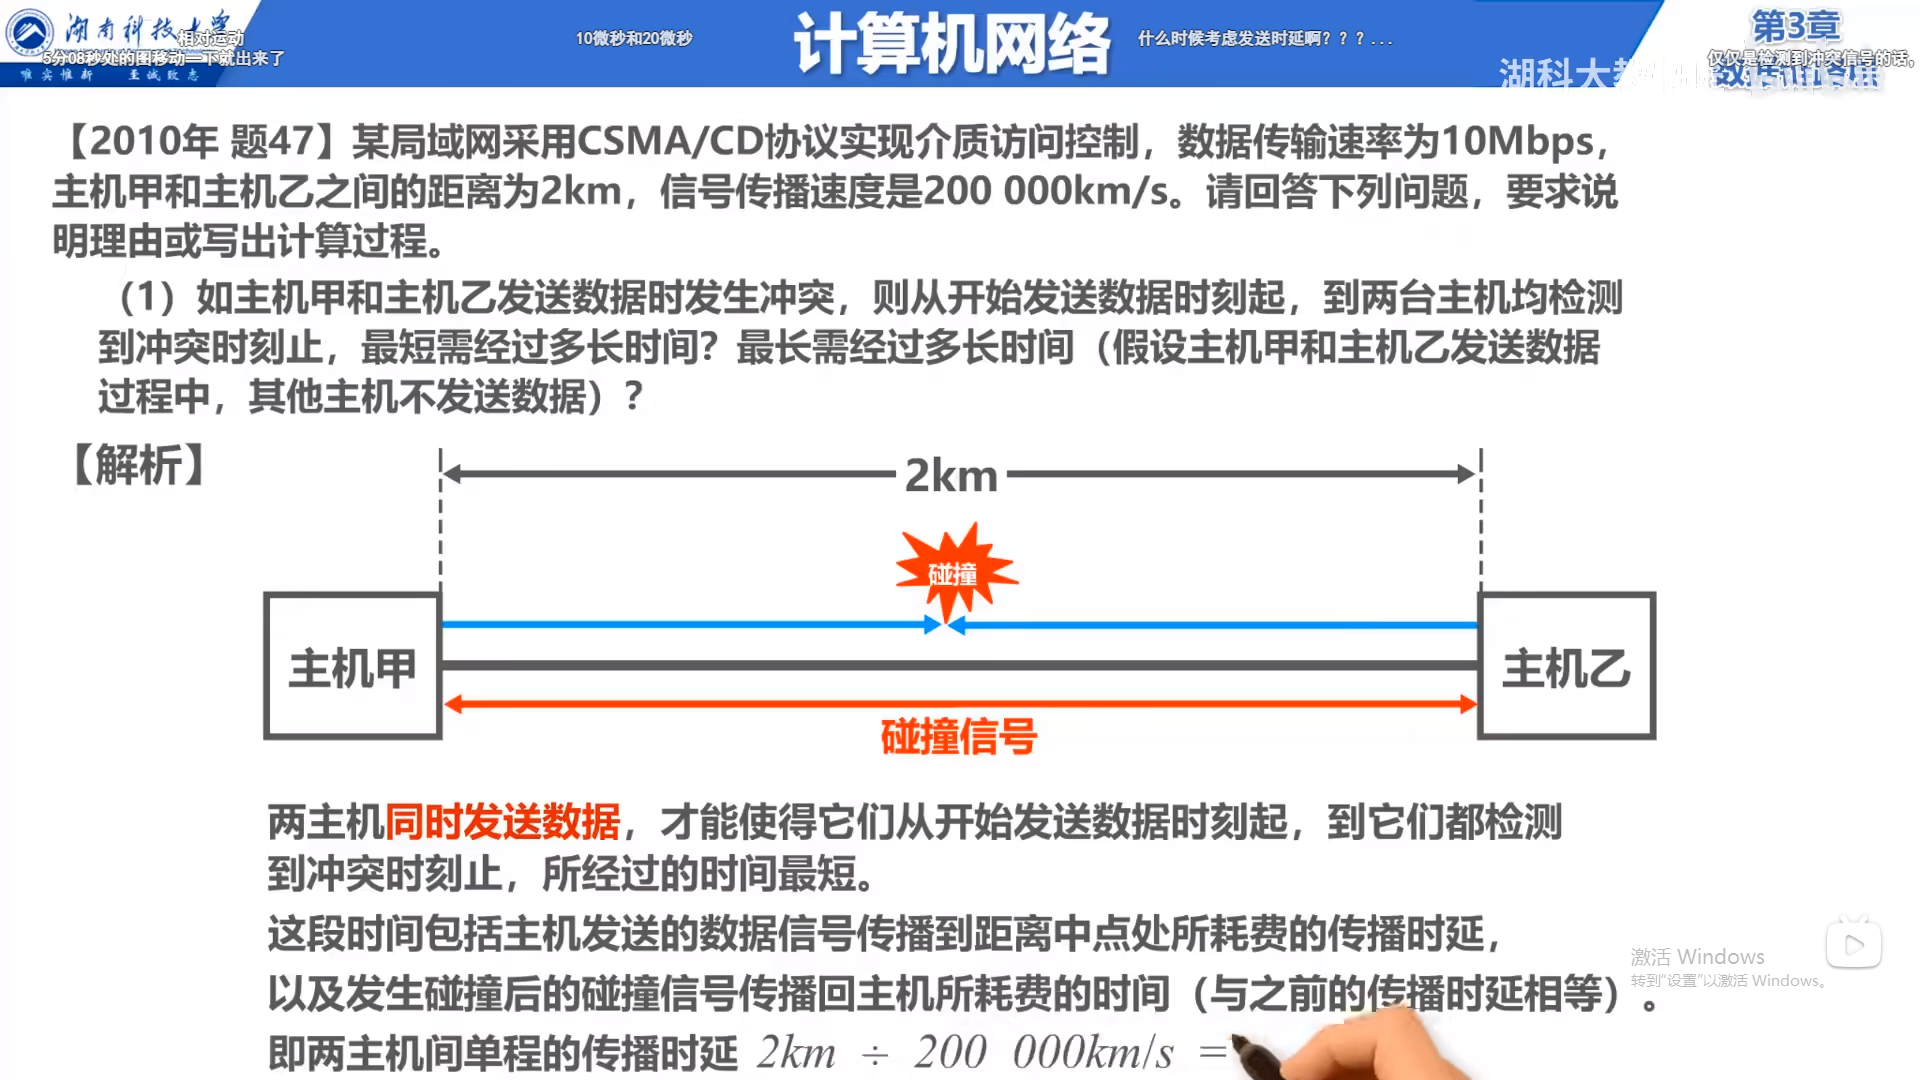 湖南科技大学
唯实惟新 至诚致志
相对运动
5分08秒处的图移动一下就出来了
10微秒和20微秒
计算机网络
什么时候考虑发送时延啊？？？...
第3章
仅仅是检测到冲突信号的话,
湖科大教
【2010年 题47】某局域网采用CSMA/CD协议实现介质访问控制，数据传输速率为10Mbps，
主机甲和主机乙之间的距离为2km，信号传播速度是200 000km/s。请回答下列问题，要求说
明理由或写出计算过程。
（1）如主机甲和主机乙发送数据时发生冲突，则从开始发送数据时刻起，到两台主机均检测
到冲突时刻止，最短需经过多长时间？最长需经过多长时间（假设主机甲和主机乙发送数据
过程中，其他主机不发送数据）？
【解析】
2km
碰撞
主机甲
主机乙
碰撞信号
两主机同时发送数据，才能使得它们从开始发送数据时刻起，到它们都检测
到冲突时刻止，所经过的时间最短。
这段时间包括主机发送的数据信号传播到距离中点处所耗费的传播时延，
以及发生碰撞后的碰撞信号传播回主机所耗费的时间（与之前的传播时延相等）。
即两主机间单程的传播时延 2km ÷ 200 000km/s =
激活 Windows
转到“设置”以激活 Windows。